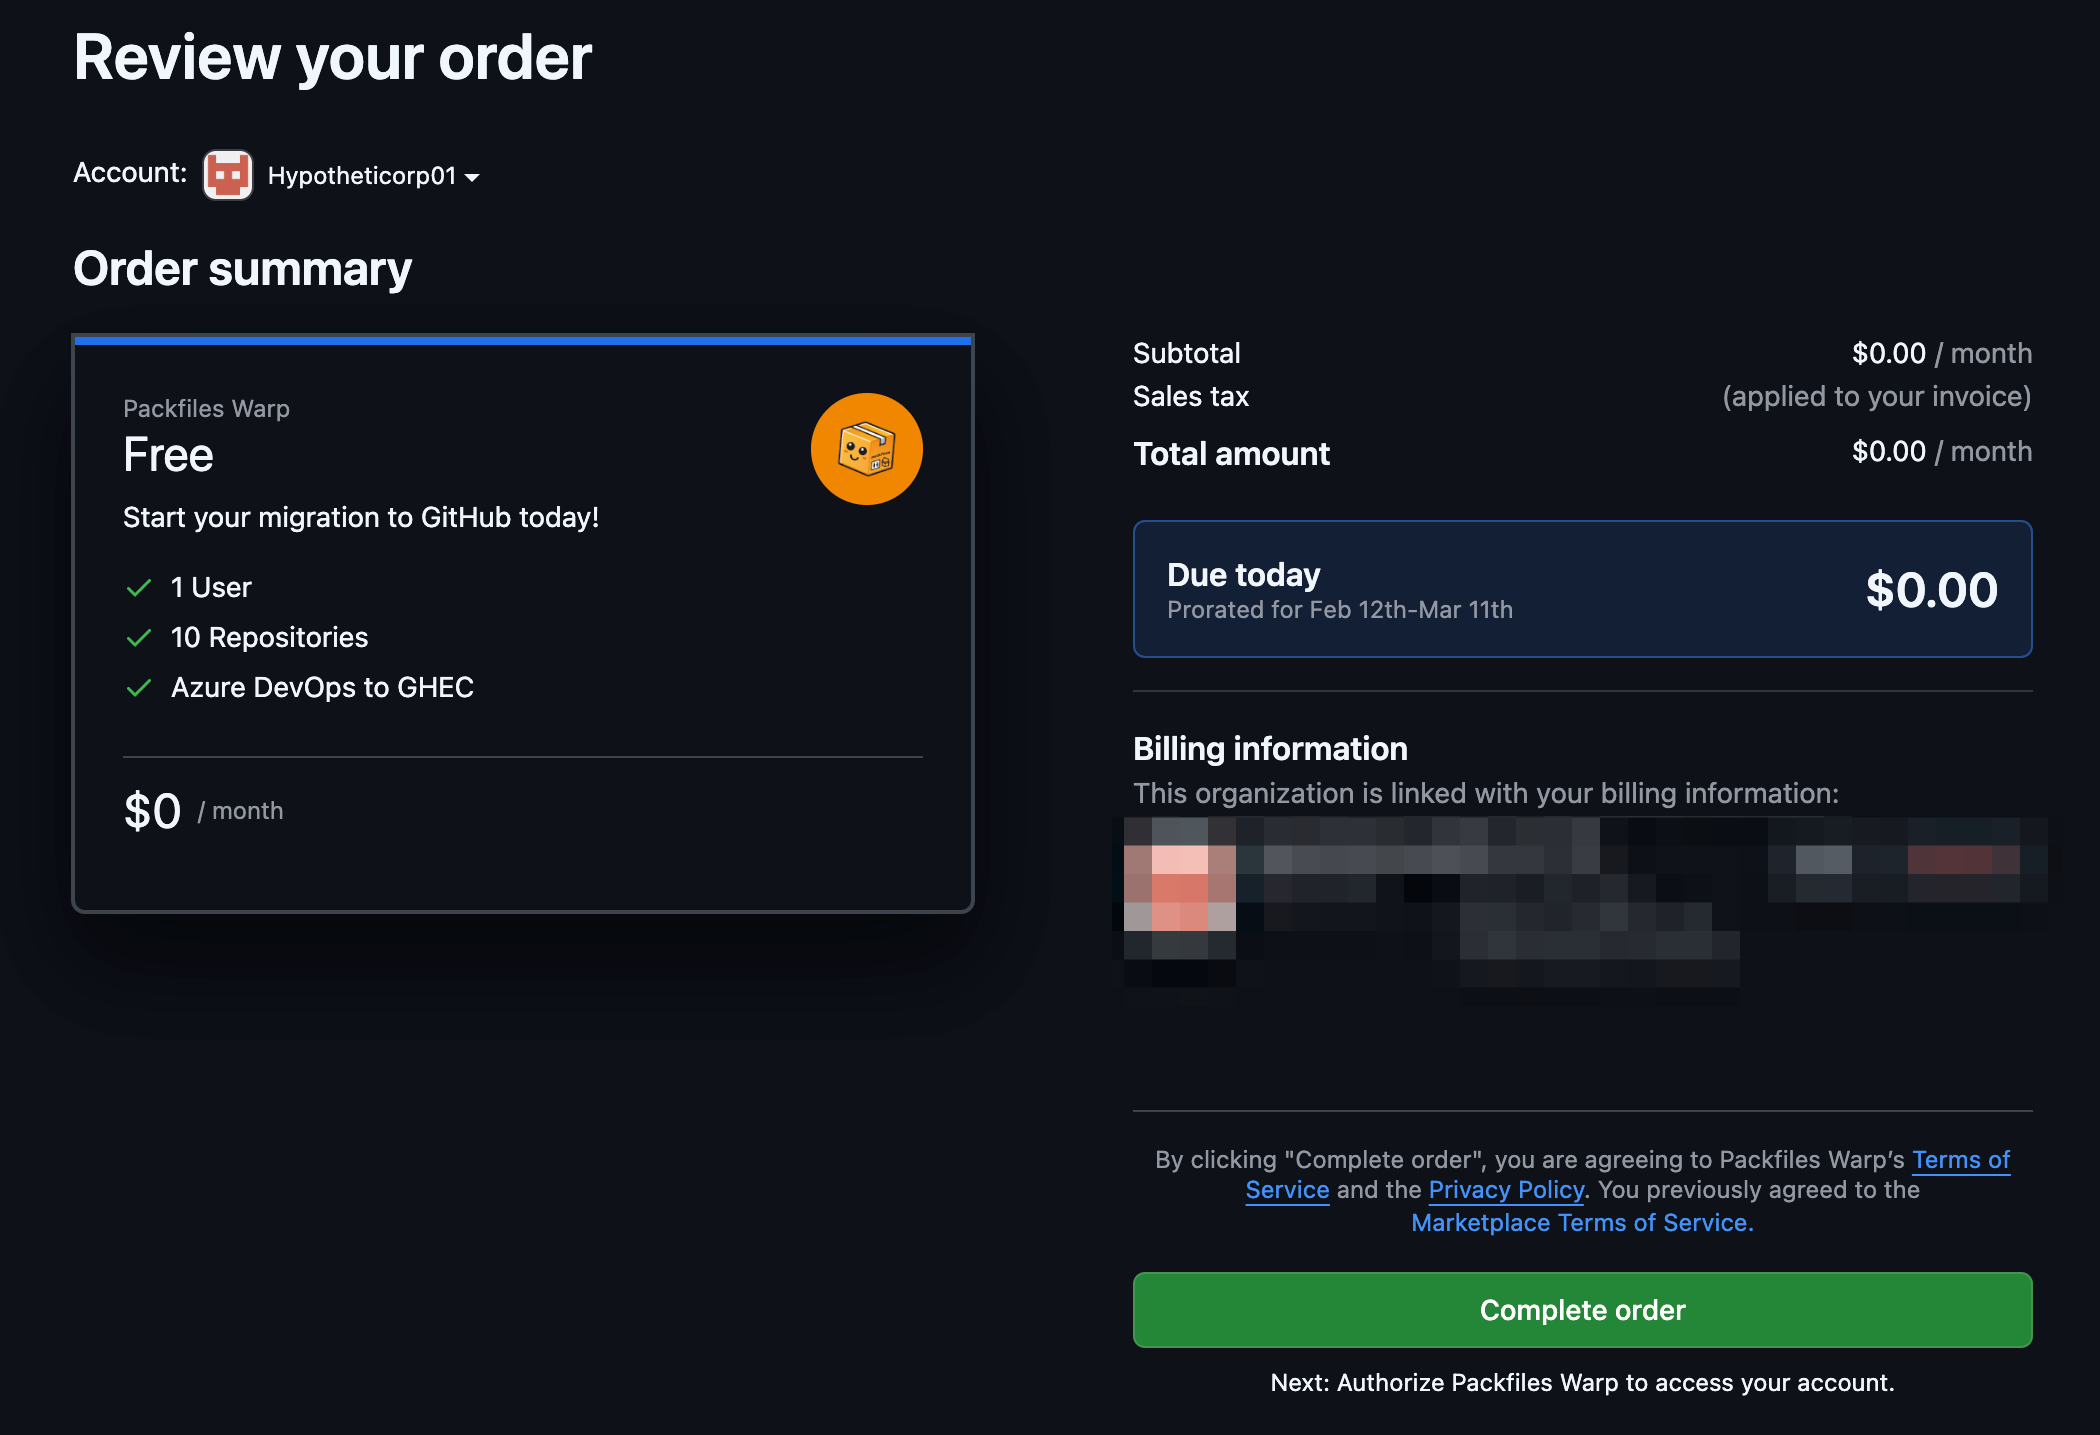 Review your order
Account: Hypotheticorp01
Order summary
Packfiles Warp
Free
Start your migration to GitHub today!
1 User
10 Repositories
Azure DevOps to GHEC
$0 / month
Subtotal $0.00 / month
Sales tax (applied to your invoice)
Total amount $0.00 / month
Due today
Prorated for Feb 12th-Mar 11th
$0.00
Billing information
This organization is linked with your billing information:
By clicking "Complete order", you are agreeing to Packfiles Warp’s Terms of
Service and the Privacy Policy. You previously agreed to the
Marketplace Terms of Service.
Complete order
Next: Authorize Packfiles Warp to access your account.